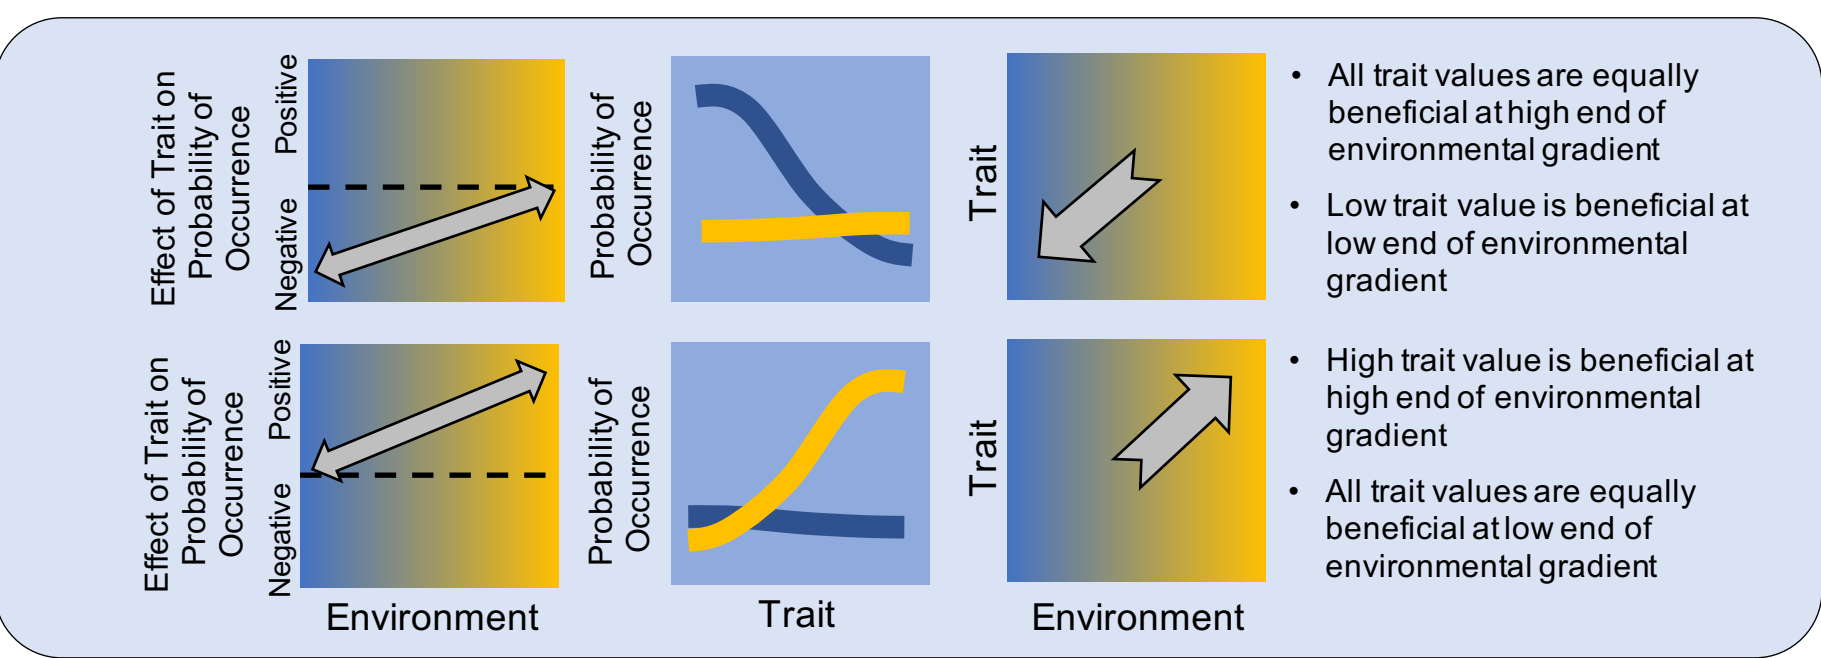 Effect of Trait on
Probability of
Occurrence
Negative
Positive
Probability of
Occurrence
Trait
• All trait values are equally
beneficial at high end of
environmental gradient
• Low trait value is beneficial at
low end of environmental
gradient
Effect of Trait on
Probability of
Occurrence
Negative
Positive
Probability of
Occurrence
Trait
• High trait value is beneficial at
high end of environmental
gradient
• All trait values are equally
beneficial at low end of
environmental gradient
Environment
Trait
Environment